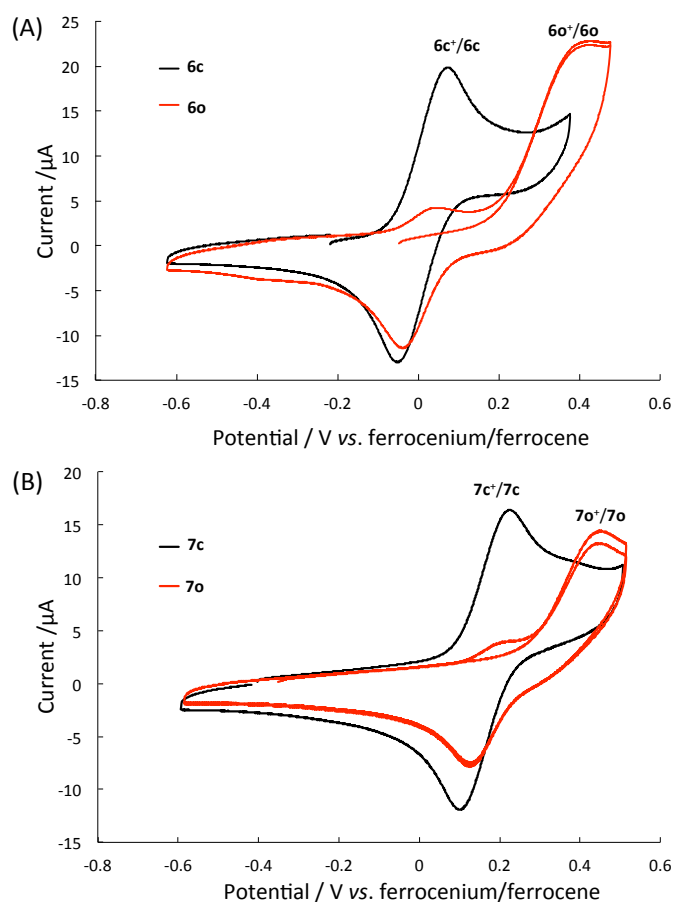 (A)
6c⁺/6c
6o⁺/6o
6c
6o
25
20
15
10
5
0
-5
-10
-15
Current /µA
-0.8 -0.6 -0.4 -0.2 0 0.2 0.4 0.6
Potential / V vs. ferrocenium/ferrocene
(B)
7c⁺/7c
7o⁺/7o
7c
7o
20
15
10
5
0
-5
-10
-15
Current /µA
-0.8 -0.6 -0.4 -0.2 0 0.2 0.4 0.6
Potential / V vs. ferrocenium/ferrocene